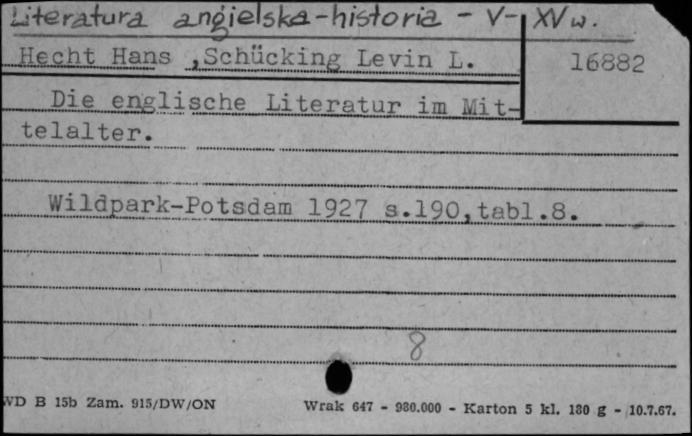 Literatura angielska-historia - V-XV w.
Hecht Hans ,Schücking Levin L.
16882
Die englische Literatur im Mit-
telalter.
Wildpark-Potsdam 1927 s.190,tabl.8.
8
WD B 15b Zam. 915/DW/ON
Wrak 647 - 980.000 - Karton 5 kl. 180 g - 10.7.67.